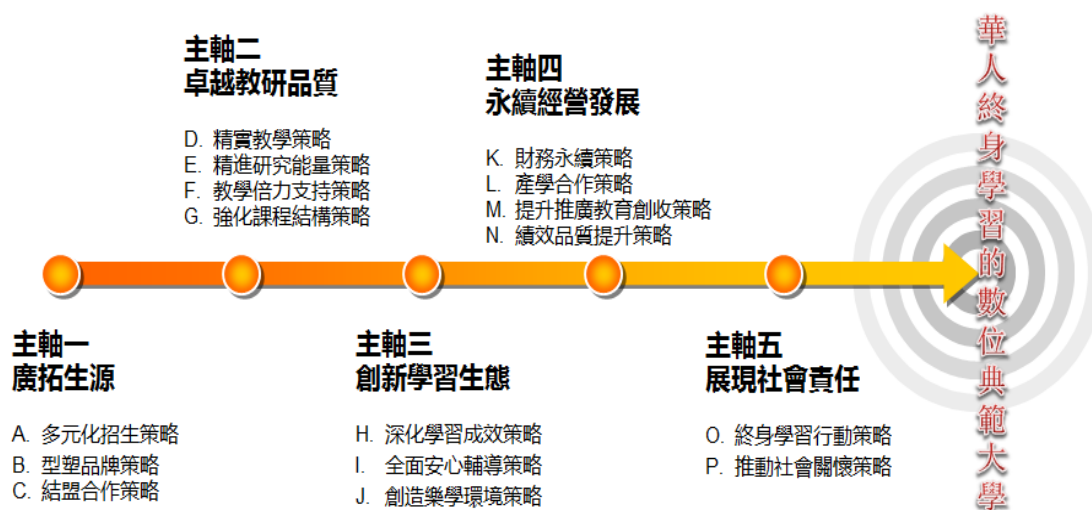 主軸一
廣拓生源
A. 多元化招生策略
B. 型塑品牌策略
C. 結盟合作策略
主軸二
卓越教研品質
D. 精實教學策略
E. 精進研究能量策略
F. 教學倍力支持策略
G. 強化課程結構策略
主軸三
創新學習生態
H. 深化學習成效策略
I. 全面安心輔導策略
J. 創造樂學環境策略
主軸四
永續經營發展
K. 財務永續策略
L. 產學合作策略
M. 提升推廣教育創收策略
N. 績效品質提升策略
主軸五
展現社會責任
O. 終身學習行動策略
P. 推動社會關懷策略
華人終身學習的數位典範大學